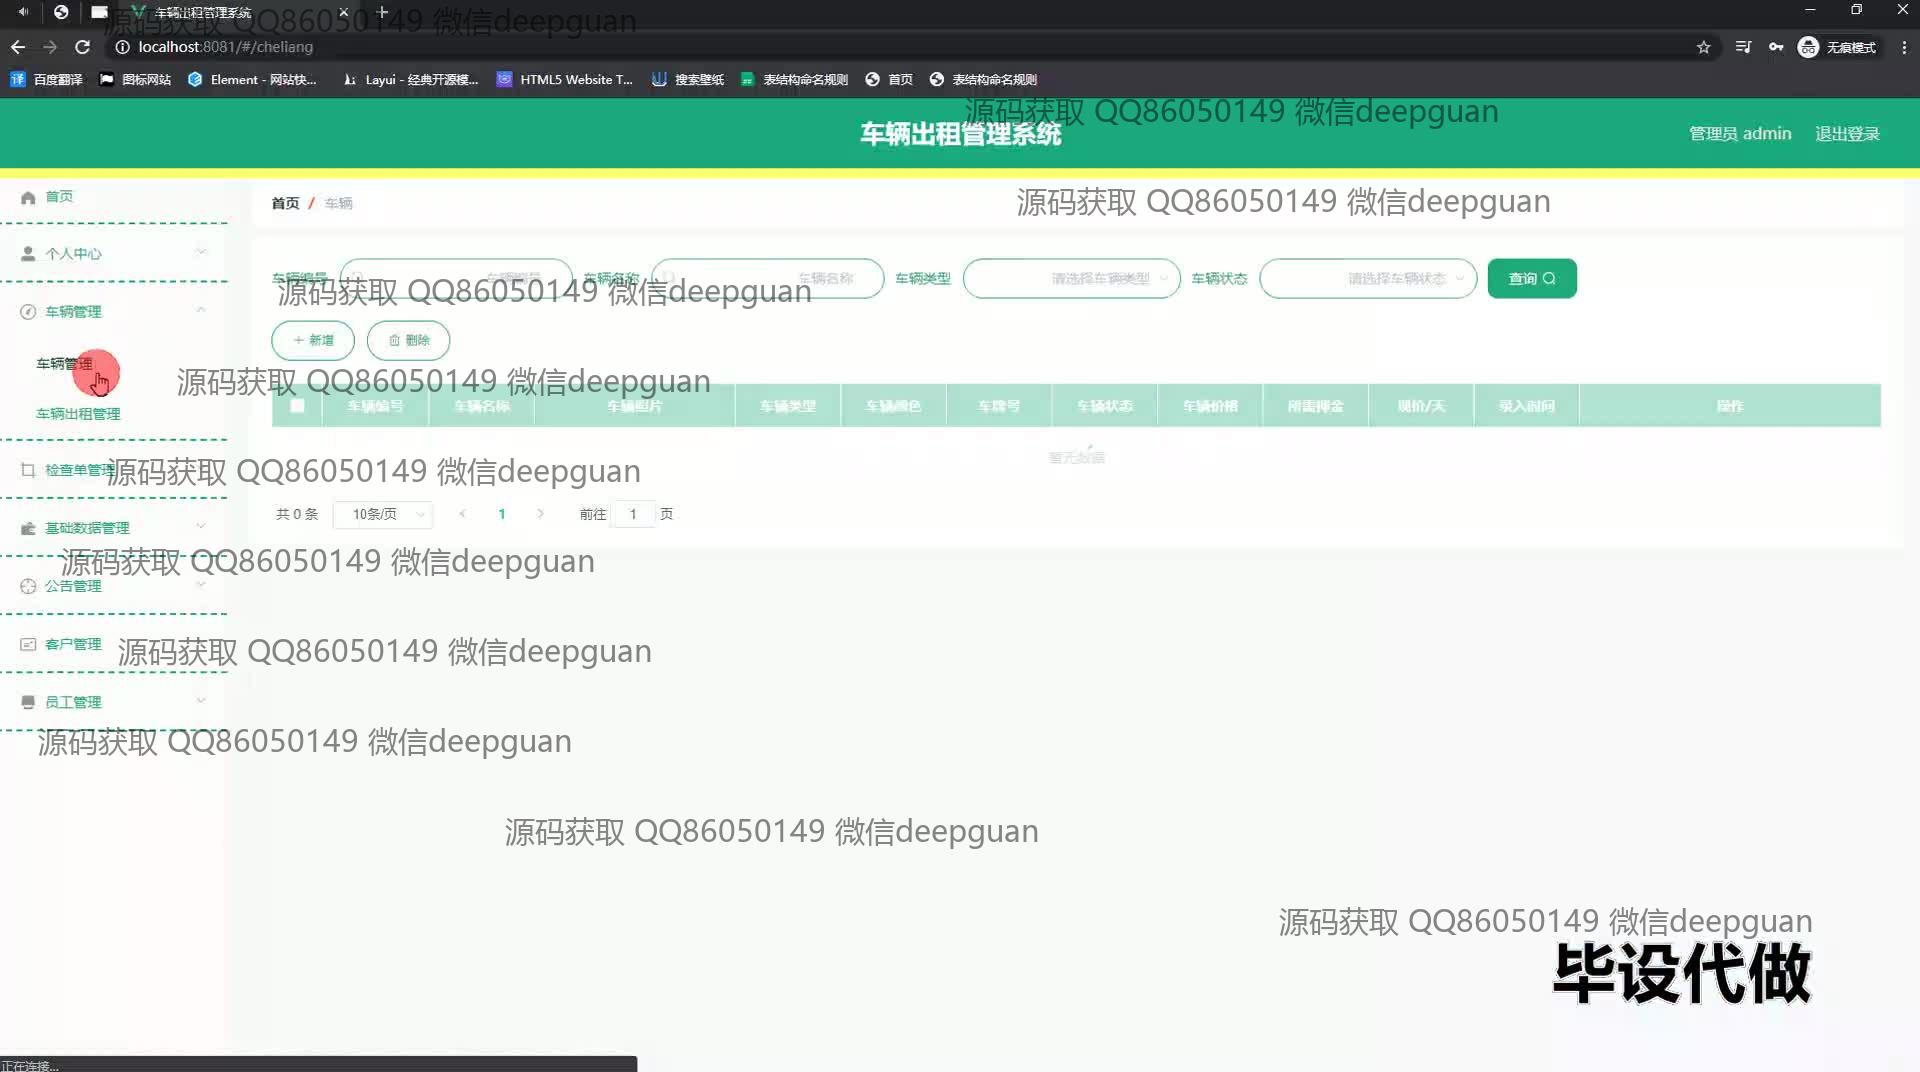 车辆出租管理系统
源码获取 QQ86050149 微信deepguan
localhost:8081/#/cheliang
无痕模式
百度翻译 图标网站 Element - 网站快... Layui - 经典开源模... HTML5 Website T... 搜索壁纸 表结构命名规则 首页 表结构命名规则
源码获取 QQ86050149 微信deepguan
车辆出租管理系统
管理员 admin 退出登录
首页
首页 / 车辆
源码获取 QQ86050149 微信deepguan
个人中心
车辆编号 车辆编号 车辆名称 车辆名称 车辆类型 请选择车辆类型 车辆状态 请选择车辆状态 查询
源码获取 QQ86050149 微信deepguan
车辆管理
新增 删除
车辆管理
源码获取 QQ86050149 微信deepguan
车辆编号 车辆名称 车辆照片 车辆类型 车辆颜色 车牌号 车辆状态 车辆价格 所需押金 现价/天 录入时间 操作
车辆出租管理
暂无数据
检查单管理
源码获取 QQ86050149 微信deepguan
共 0 条 10条/页 1 前往 1 页
基础数据管理
源码获取 QQ86050149 微信deepguan
公告管理
客户管理
源码获取 QQ86050149 微信deepguan
员工管理
源码获取 QQ86050149 微信deepguan
源码获取 QQ86050149 微信deepguan
源码获取 QQ86050149 微信deepguan
毕设代做
正在连接...